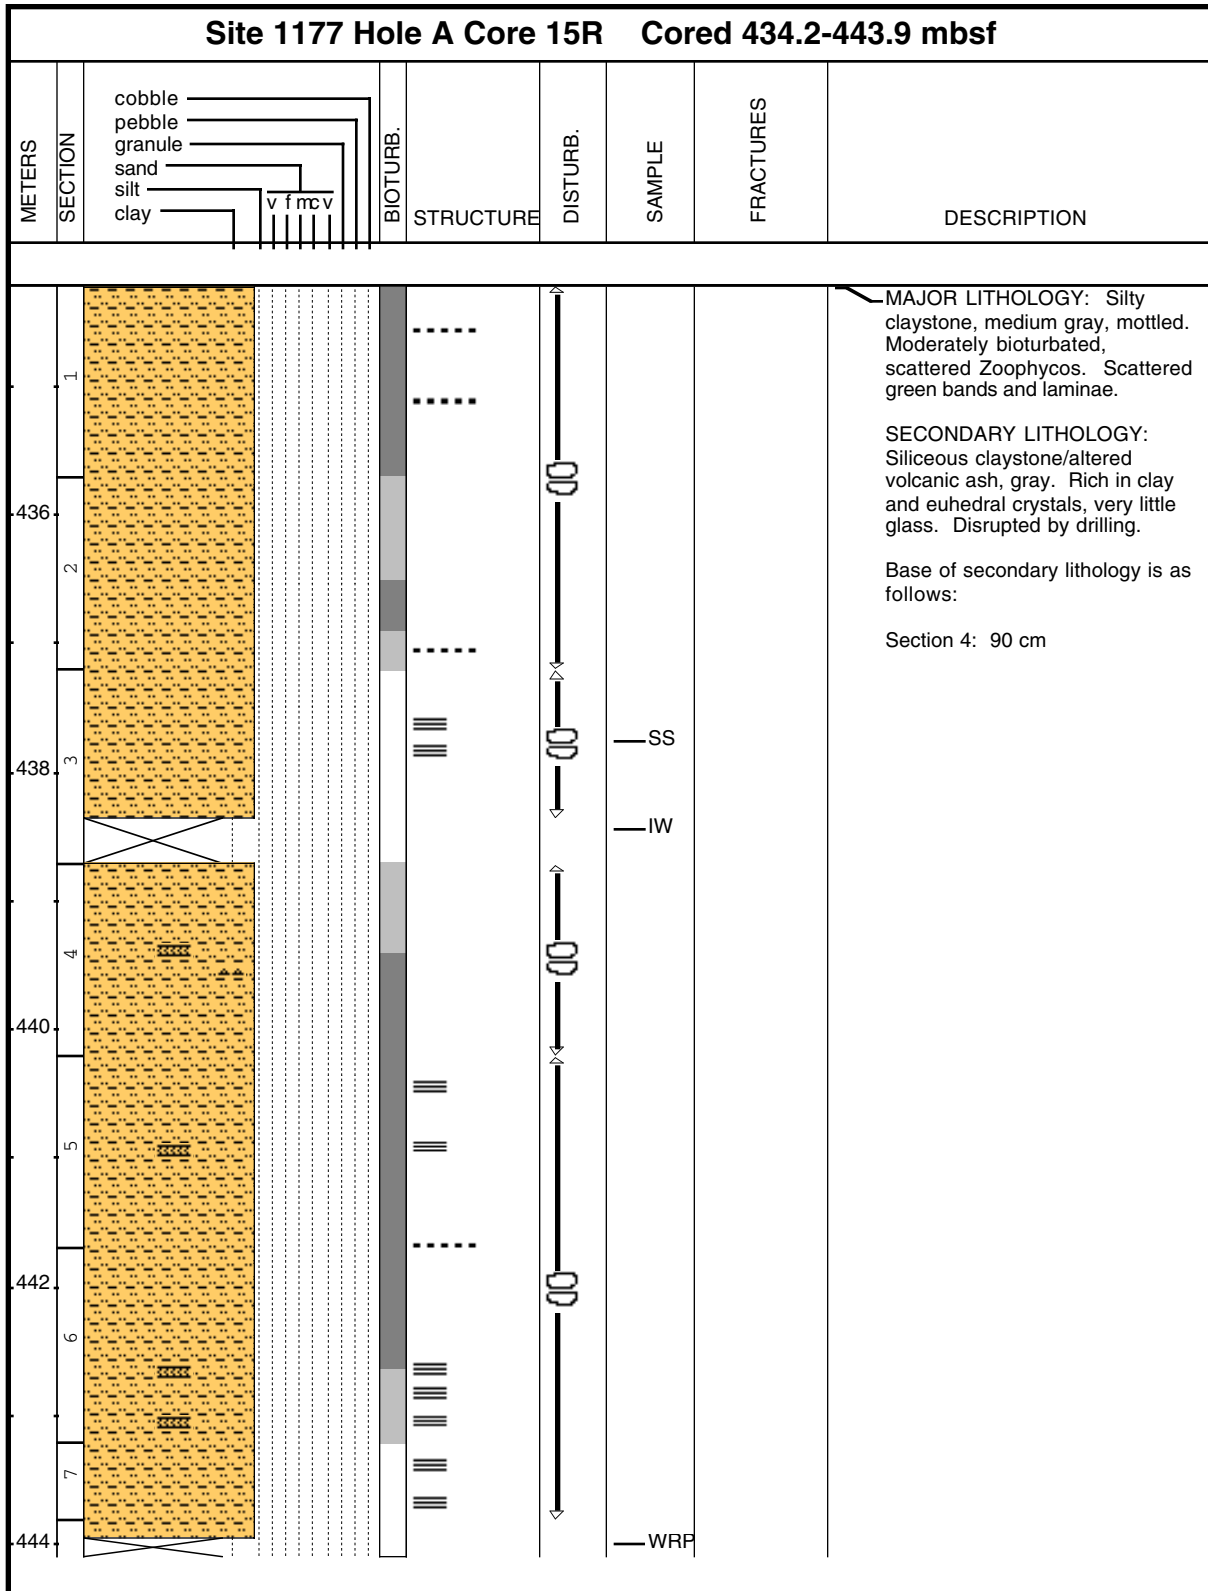 Site 1177 Hole A Core 15R Cored 434.2-443.9 mbsf
METERS
SECTION
cobble
pebble
granule
sand
silt
clay
v f m c v
BIOTURB.
STRUCTURE
DISTURB.
SAMPLE
FRACTURES
DESCRIPTION
1
436
2
438
3
4
440
5
442
6
7
444
SS
IW
WRP
MAJOR LITHOLOGY: Silty
claystone, medium gray, mottled.
Moderately bioturbated,
scattered Zoophycos. Scattered
green bands and laminae.
SECONDARY LITHOLOGY:
Siliceous claystone/altered
volcanic ash, gray. Rich in clay
and euhedral crystals, very little
glass. Disrupted by drilling.
Base of secondary lithology is as
follows:
Section 4: 90 cm